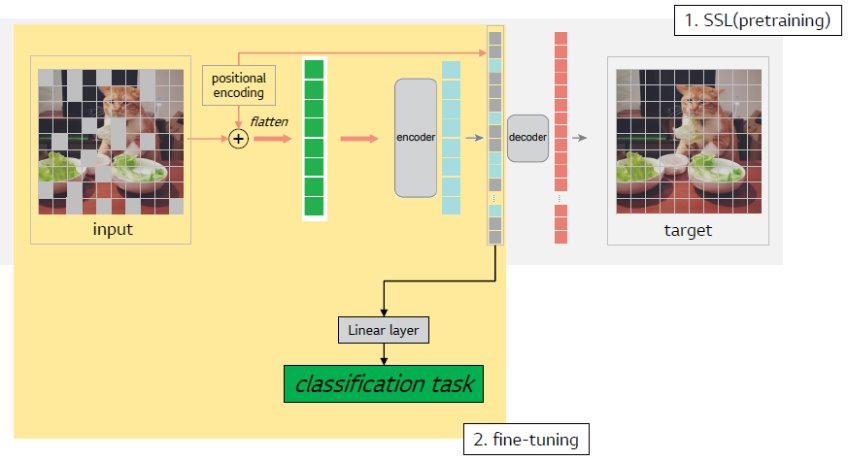 1. SSL(pretraining)
positional
encoding
flatten
+
encoder
decoder
input
target
Linear layer
classification task
2. fine-tuning